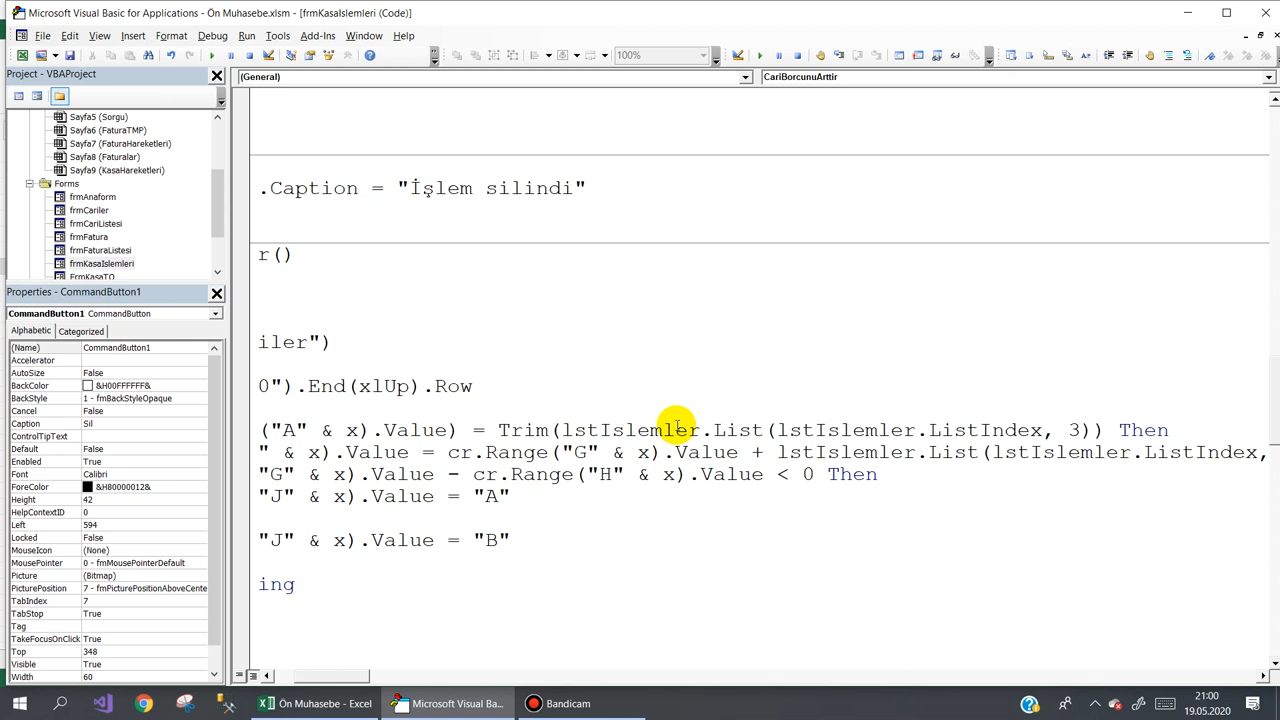 Microsoft Visual Basic for Applications - Ön Muhasebe.xlsm - [frmKasaIslemleri (Code)]
File Edit View Insert Format Debug Run Tools Add-Ins Window Help
100%
Project - VBAProject
(General)
CariBorcunuArttir
Sayfa5 (Sorgu)
Sayfa6 (FaturaTMP)
Sayfa7 (FaturaHareketleri)
Sayfa8 (Faturalar)
Sayfa9 (KasaHareketleri)
Forms
frmAnaform
frmCariler
frmCariListesi
frmFatura
frmFaturaListesi
frmKasaIslemleri
FrmKasaTO
Properties - CommandButton1
CommandButton1 CommandButton
Alphabetic Categorized
(Name) CommandButton1
Accelerator
AutoSize False
BackColor &H00FFFFFF&
BackStyle 1 - fmBackStyleOpaque
Cancel False
Caption Sil
ControlTipText
Default False
Enabled True
Font Calibri
ForeColor &H80000012&
Height 42
HelpContextID 0
Left 594
Locked False
MouseIcon (None)
MousePointer 0 - fmMousePointerDefault
Picture (Bitmap)
PicturePosition 7 - fmPicturePositionAboveCente
TabIndex 7
TabStop True
Tag
TakeFocusOnClick True
Top 348
Visible True
Width 60
.Caption = "İşlem silindi"
r()
iler")
0").End(xlUp).Row
("A" & x).Value) = Trim(lstIslemler.List(lstIslemler.ListIndex, 3)) Then
" & x).Value = cr.Range("G" & x).Value + lstIslemler.List(lstIslemler.ListIndex,
"G" & x).Value - cr.Range("H" & x).Value < 0 Then
"J" & x).Value = "A"
"J" & x).Value = "B"
ing
Ön Muhasebe - Excel
Microsoft Visual Ba...
Bandicam
21:00
19.05.2020